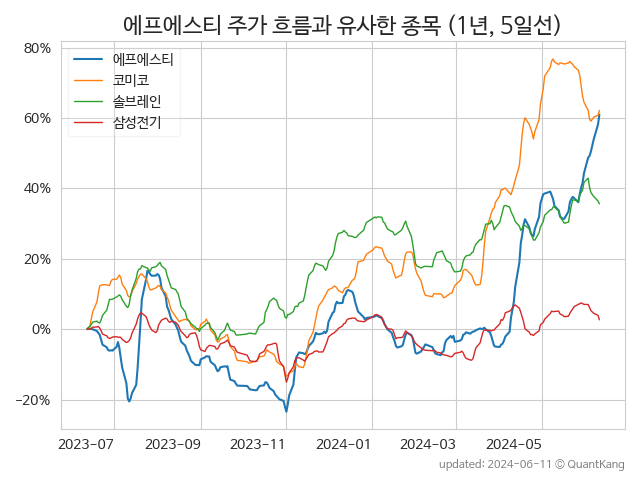 에프에스티 주가 흐름과 유사한 종목 (1년, 5일선)
80%
60%
40%
20%
0%
−20%
에프에스티
코미코
솔브레인
삼성전기
2023-07 2023-09 2023-11 2024-01 2024-03 2024-05
updated: 2024-06-11 © QuantKang